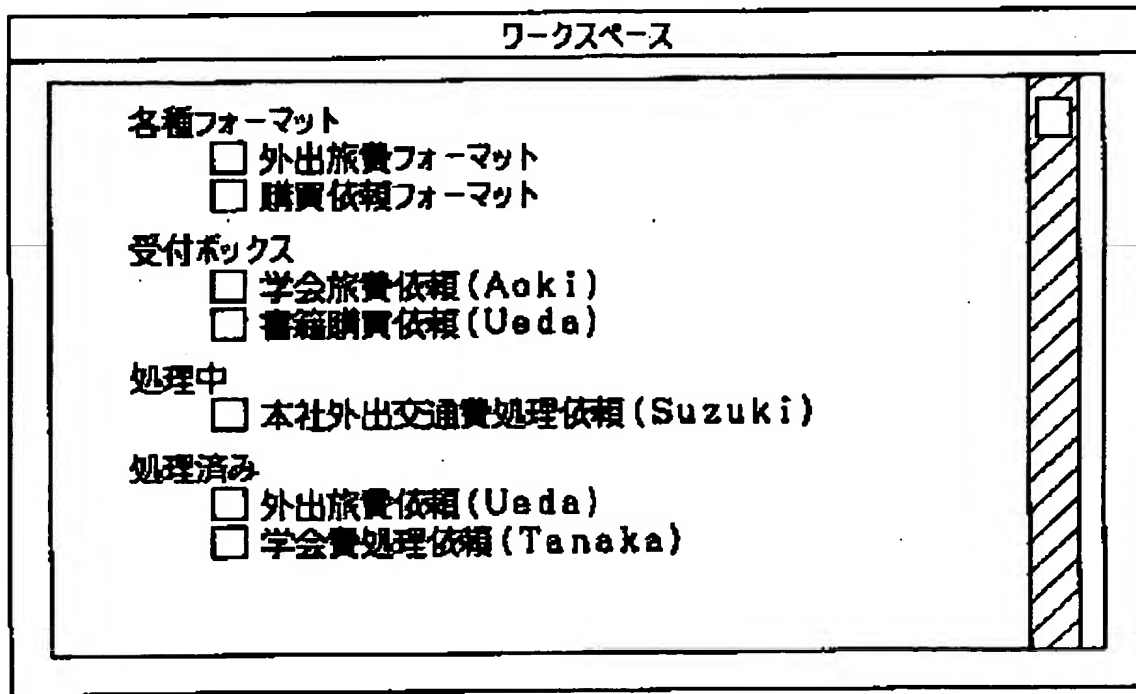 ワークスペース
各種フォーマット
外出旅費フォーマット
購買依頼フォーマット
受付ボックス
学会旅費依頼(Aoki)
書籍購買依頼(Ueda)
処理中
本社外出交通費処理依頼(Suzuki)
処理済み
外出旅費依頼(Ueda)
学会費処理依頼(Tanaka)